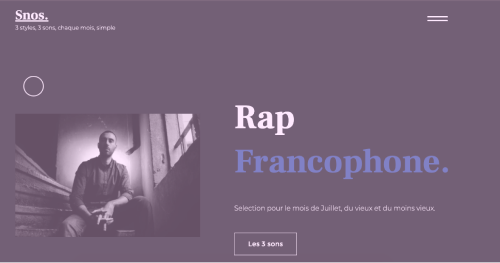 Snos.
3 styles, 3 sons, chaque mois, simple
Rap
Francophone.
Selection pour le mois de Juillet, du vieux et du moins vieux.
Les 3 sons